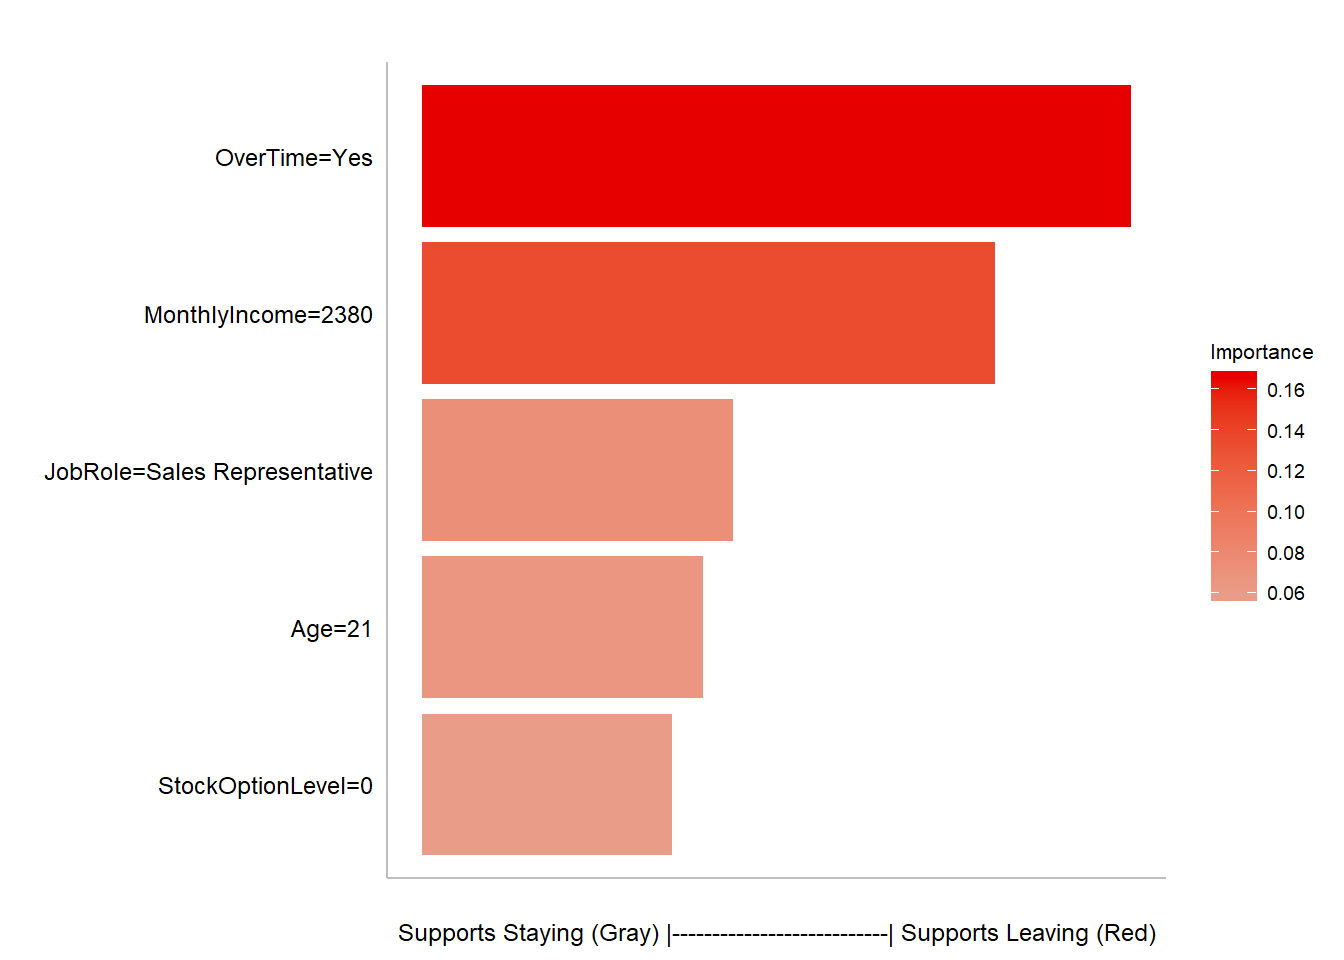 OverTime=Yes
MonthlyIncome=2380
JobRole=Sales Representative
Age=21
StockOptionLevel=0
Importance
0.16
0.14
0.12
0.10
0.08
0.06
Supports Staying (Gray) |---------------------------| Supports Leaving (Red)